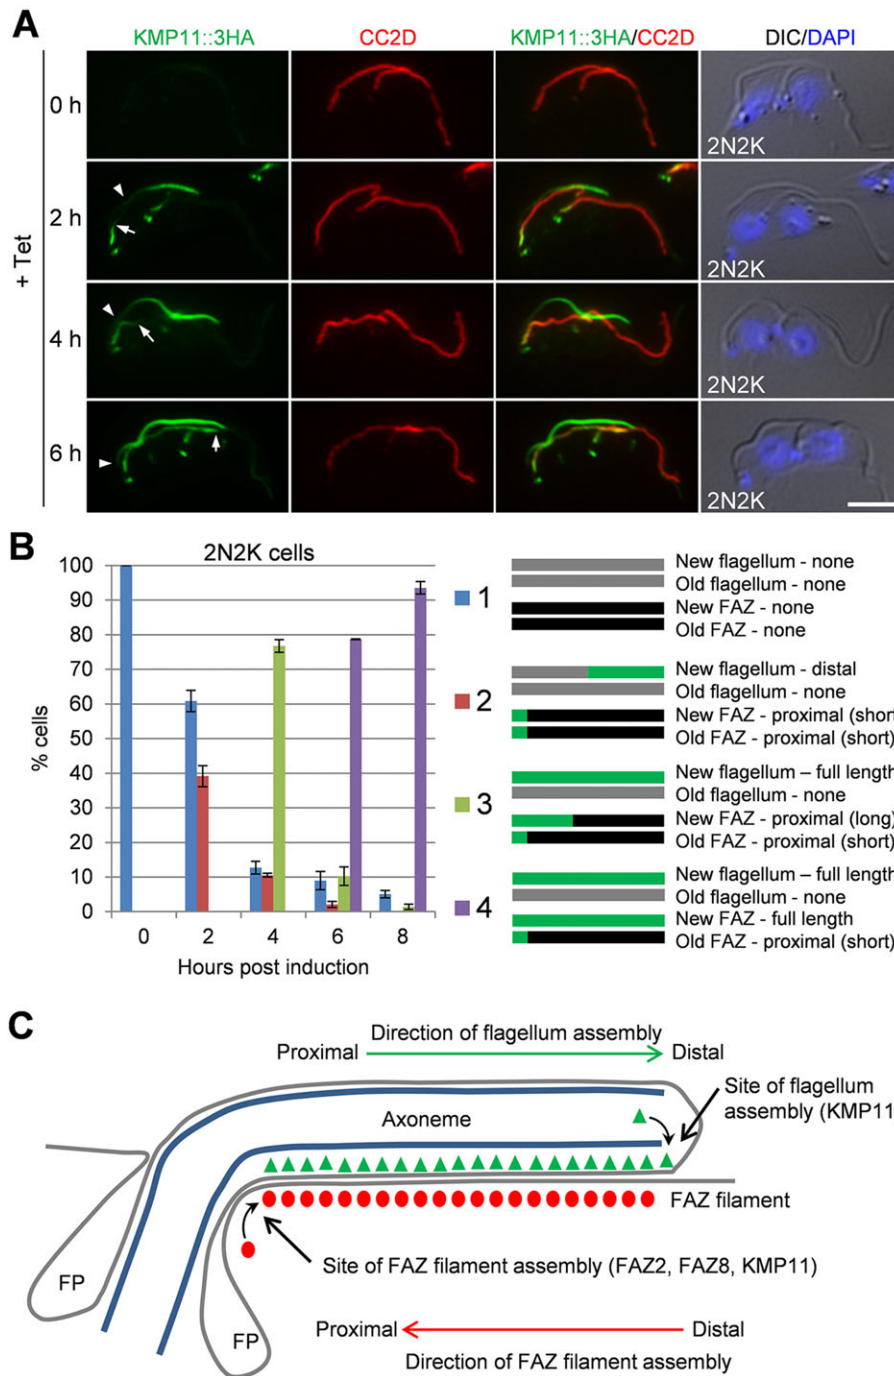 A
KMP11::3HA CC2D KMP11::3HA/CC2D DIC/DAPI
+ Tet
0 h
2N2K
2 h
2N2K
4 h
2N2K
6 h
2N2K
B
2N2K cells
% cells
100
90
80
70
60
50
40
30
20
10
0
0 2 4 6 8
Hours post induction
1
New flagellum - none
Old flagellum - none
New FAZ - none
Old FAZ - none
2
New flagellum - distal
Old flagellum - none
New FAZ - proximal (short
Old FAZ - proximal (short)
3
New flagellum – full length
Old flagellum - none
New FAZ - proximal (long)
Old FAZ - proximal (short)
4
New flagellum – full length
Old flagellum - none
New FAZ - full length
Old FAZ - proximal (short)
C
Direction of flagellum assembly
Proximal Distal
Site of flagellum
assembly (KMP11
Axoneme
FAZ filament
Site of FAZ filament assembly (FAZ2, FAZ8, KMP11)
FP
FP
Proximal Distal
Direction of FAZ filament assembly